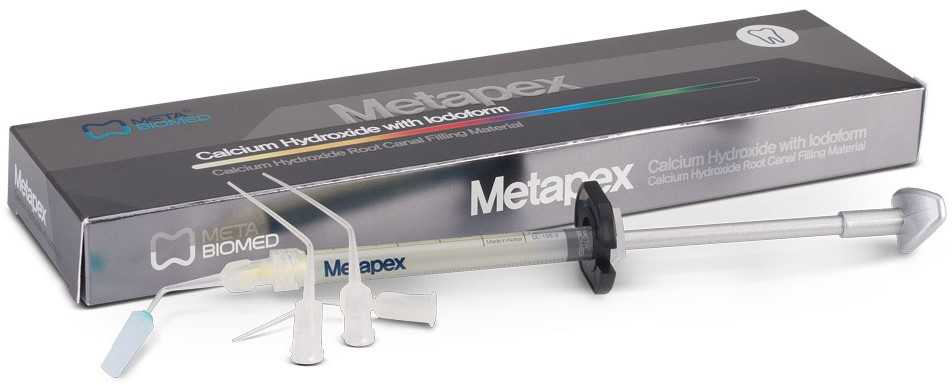 META®
BIOMED
Metapex
Calcium Hydroxide with Iodoform
Calcium Hydroxide Root Canal Filling Material
META
BIOMED
Metapex
Calcium Hydroxide with Iodoform
Calcium Hydroxide Root Canal Filling Material
Metapex
Made in Korea